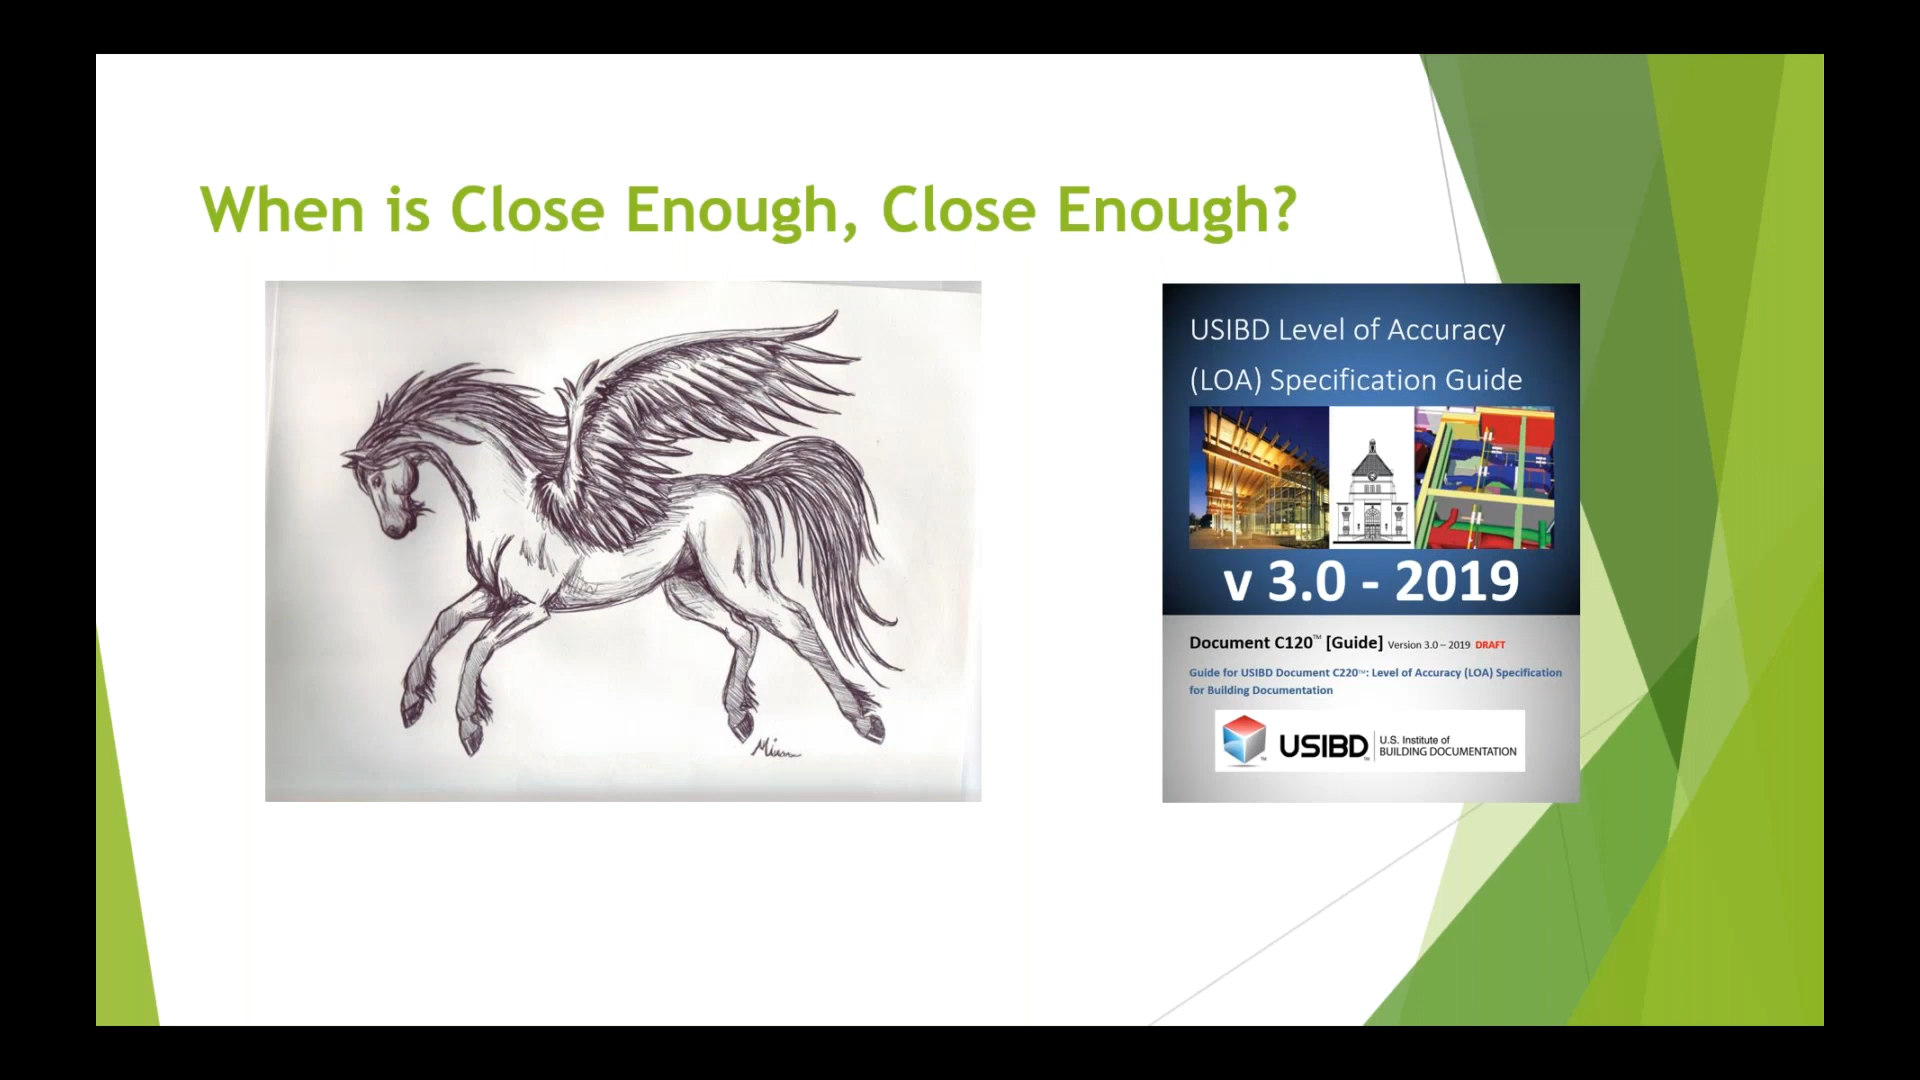 When is Close Enough, Close Enough?
USIBD Level of Accuracy
(LOA) Specification Guide
v 3.0 - 2019
Document C120™ [Guide] Version 3.0 – 2019 DRAFT
Guide for USIBD Document C220™: Level of Accuracy (LOA) Specification
for Building Documentation
USIBD™ U.S. Institute of
BUILDING DOCUMENTATION